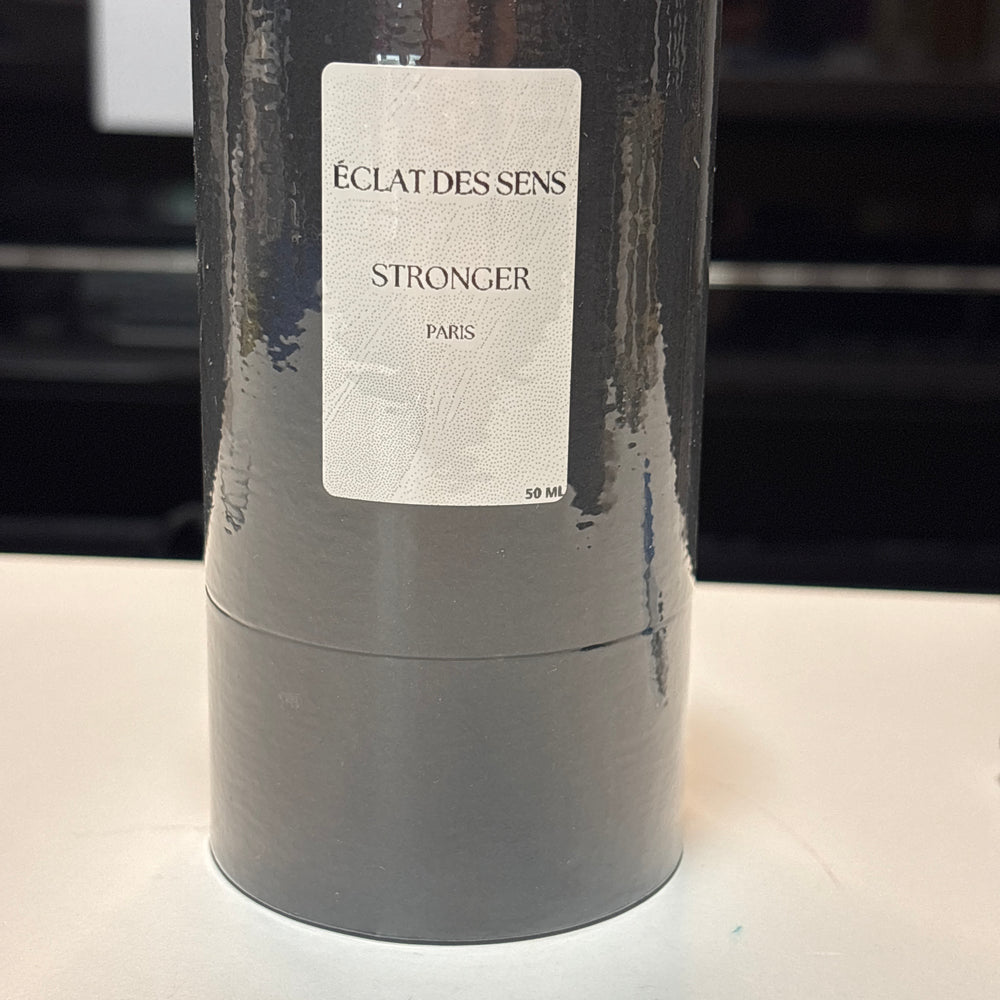 ÉCLAT DES SENS
STRONGER
PARIS
50 ML